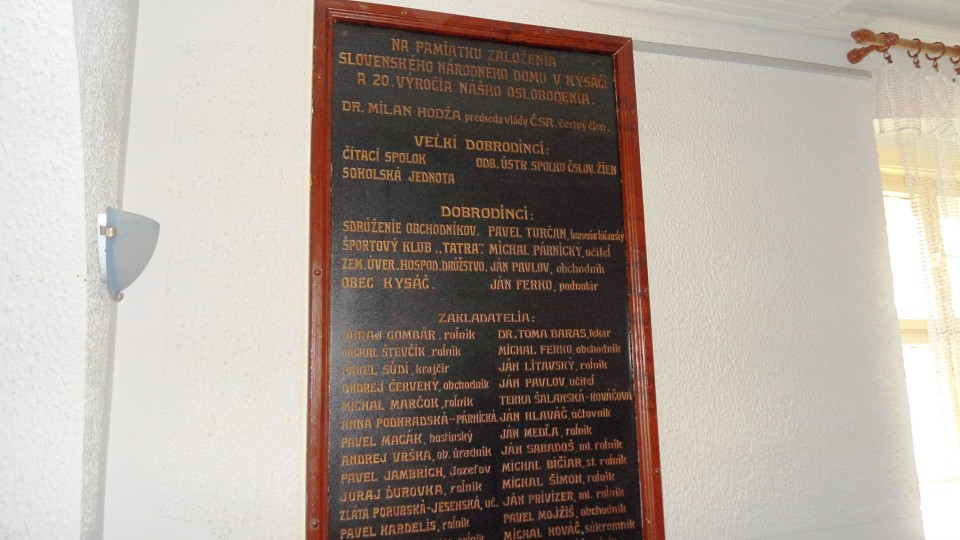 NA PAMIATKU ZALOŽENIA
SLOVENSKÉHO NÁRODNÉHO DOMU V KYSÁČI
A 20. VÝROČIA NÁŠHO OSLOBODENIA.
DR. MILAN HODŽA predseda vlády ČSR. čestný člen.
VEĽKÍ DOBRODINCI:
ČÍTACÍ SPOLOK
ODB. ÚSTR. SPOLKU ČSLOV. ŽIEN
SOKOLSKÁ JEDNOTA
DOBRODINCI:
SDRUŽENIE OBCHODNÍKOV. PAVEL TURČAN,
ŠPORTOVÝ KLUB „TATRA“. MICHAL PÁRNICKÝ, učiteľ
ZEM. ÚVER. HOSPOD. DRÚŽSTVO. JÁN PAVLOV, obchodník
OBEC KYSÁČ. JÁN FERKO, podnotár
ZAKLADATELIA:
JURAJ GOMBÁR, roľník DR. TOMA BARAS, lekár
MICHAL ŠTEVČÍK, roľník MICHAL FERKO, obchodník
PAVEL SÚDI, krajčír JÁN LITAVSKÝ, roľník
ONDREJ ČERVENÝ, obchodník JÁN PAVLOV, učiteľ
MICHAL MARČOK, roľník TERKA ŠALANSKÁ-KOVÁČOVÁ
ANNA PODHRADSKÁ-PÁRNICKÁ JÁN HLAVÁČ, účtovník
PAVEL MACÁK, hostinský JÁN MEDĽA, roľník
ANDREJ VRŠKA, ob. úradník JÁN SABADOŠ, ml. roľník
PAVEL JAMBRICH, Jozefov MICHAL BIČIAR, st. roľník
JURAJ ĎUROVKA, roľník MICHAL ŠIMON, roľník
ZLÁTA PORUBSKÁ-JESENSKÁ, uč. JÁN PRIVIZER, ml. roľník
PAVEL KARDELIS, roľník PAVEL MOJŽIŠ, obchodník
MICHAL KOVÁČ, súkromník